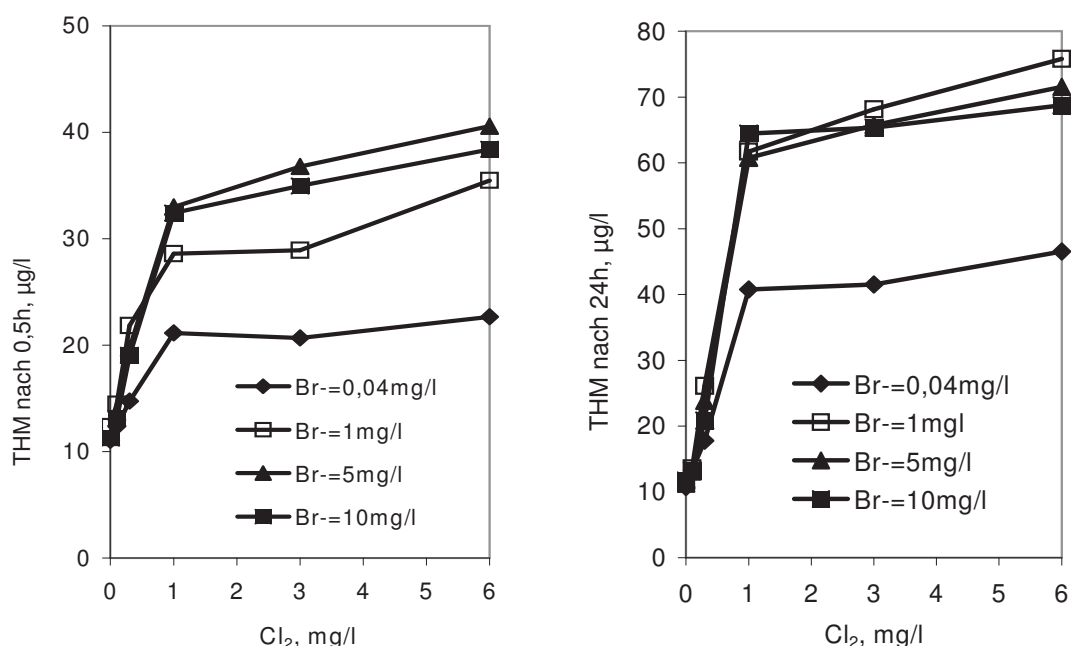 THM nach 0,5h, µg/l
50
40
30
20
10
0
Br-=0,04mg/l
Br-=1mg/l
Br-=5mg/l
Br-=10mg/l
0 1 2 3 4 5 6
Cl₂, mg/l
THM nach 24h, µg/l
80
70
60
50
40
30
20
10
0
Br-=0,04mg/l
Br-=1mgl
Br-=5mg/l
Br-=10mg/l
0 1 2 3 4 5 6
Cl₂, mg/l